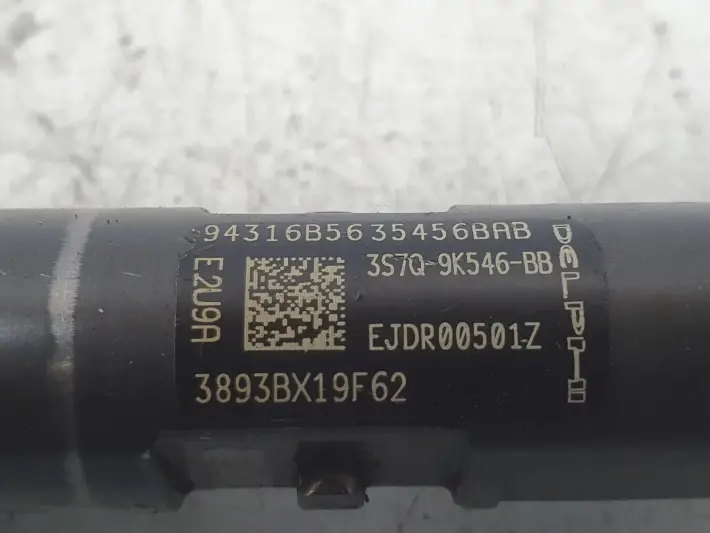 94316B5635456BAB
E2U9A
3S7Q-9K546-BB
EJDR00501Z
3893BX19F62
DELPHI